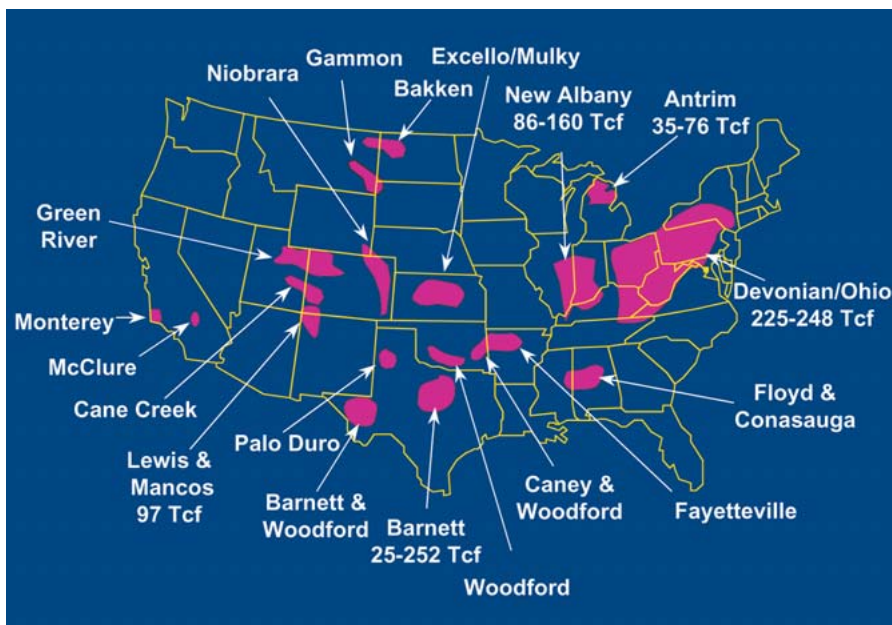 Gammon
Excello/Mulky
Niobrara
Bakken
New Albany
86-160 Tcf
Antrim
35-76 Tcf
Green
River
Devonian/Ohio
225-248 Tcf
Monterey
McClure
Cane Creek
Floyd &
Conasauga
Palo Duro
Lewis &
Mancos
97 Tcf
Barnett &
Woodford
Barnett
25-252 Tcf
Caney &
Woodford
Fayetteville
Woodford